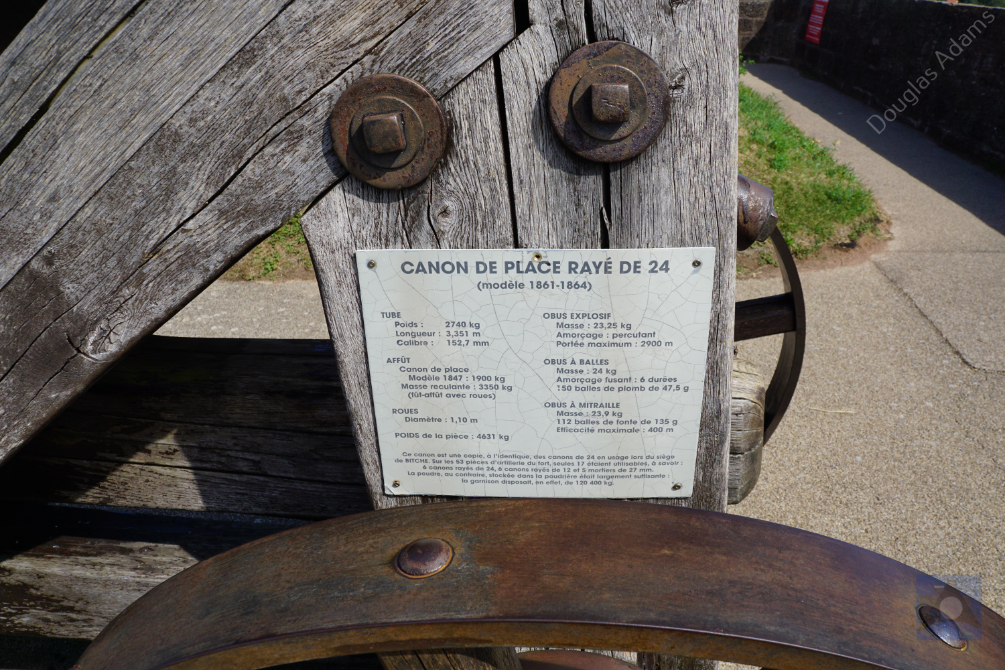 Douglas Adams
CANON DE PLACE RAYÉ DE 24
(modèle 1861-1864)
TUBE
Poids : 2740 kg
Longueur : 3,351 m
Calibre : 152,7 mm
AFFÛT
Canon de place
Modèle 1847 : 1900 kg
Masse reculante : 3350 kg
(fût-affût avec roues)
ROUES
Diamètre : 1,10 m
POIDS de la pièce : 4631 kg
OBUS EXPLOSIF
Masse : 23,25 kg
Amorçage : percutant
Portée maximum : 2900 m
OBUS À BALLES
Masse : 24 kg
Amorçage fusant : 6 durées
150 balles de plomb de 47,5 g
OBUS À MITRAILLE
Masse : 23,9 kg
112 balles de fonte de 135 g
Efficacité maximale : 400 m
Ce canon est une copie, à l'identique, des canons de 24 en usage lors du siège
de BITCHE. Sur les 53 pièces d'artillerie du fort, seules 17 étaient utilisables, à savoir :
6 canons rayés de 24, 6 canons rayés de 12 et 5 mortiers de 27 mm.
La poudre, au contraire, stockée dans la poudrière était largement suffisante :
la garnison disposait, en effet, de 120 400 kg.